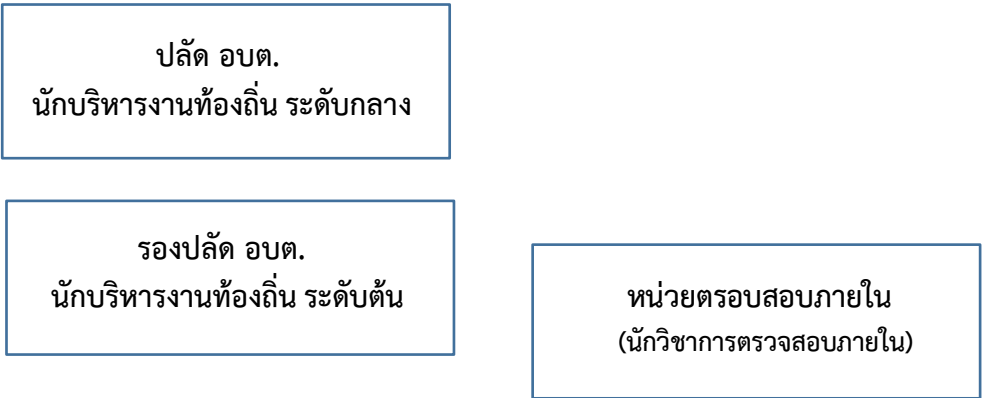 ปลัด อบต.
นักบริหารงานท้องถิ่น ระดับกลาง
รองปลัด อบต.
นักบริหารงานท้องถิ่น ระดับต้น
หน่วยตรอบสอบภายใน
(นักวิชาการตรวจสอบภายใน)